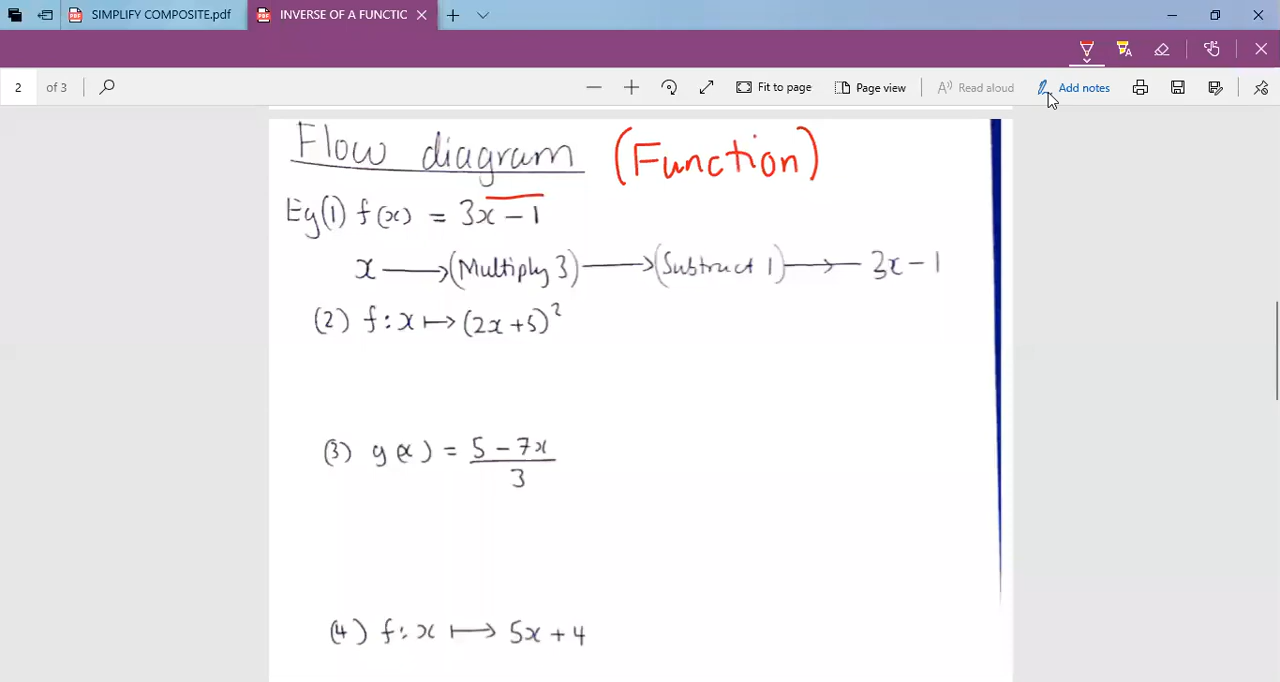 SIMPLIFY COMPOSITE.pdf
INVERSE OF A FUNCTIC
2 of 3
Fit to page
Page view
Read aloud
Add notes
Flow diagram (Function)
Eg(1) f(x) = 3x - 1
x → (Multiply 3) → (Subtract 1) → 3x - 1
(2) f : x ↦ (2x + 5)²
(3) g(x) = 5 - 7x
3
(4) f : x ↦ 5x + 4